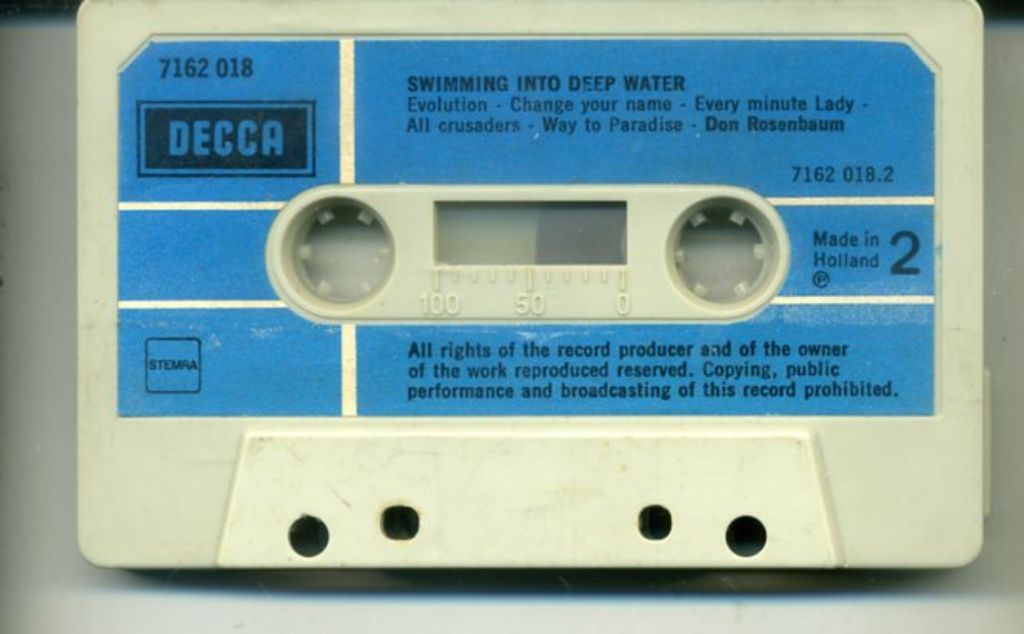 7162 018
DECCA
SWIMMING INTO DEEP WATER
Evolution - Change your name - Every minute Lady -
All crusaders - Way to Paradise - Don Rosenbaum
7162 018.2
100 50 0
Made in
Holland
2
℗
STEMRA
All rights of the record producer and of the owner
of the work reproduced reserved. Copying, public
performance and broadcasting of this record prohibited.